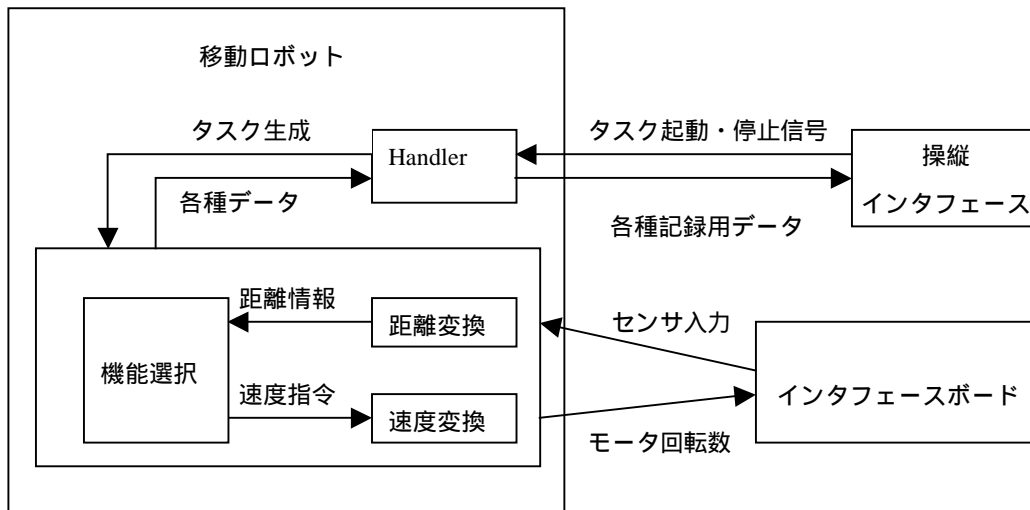 移動ロボット
タスク生成
Handler
タスク起動・停止信号
操縦
インタフェース
各種データ
各種記録用データ
距離情報
距離変換
センサ入力
機能選択
速度指令
速度変換
インタフェースボード
モータ回転数